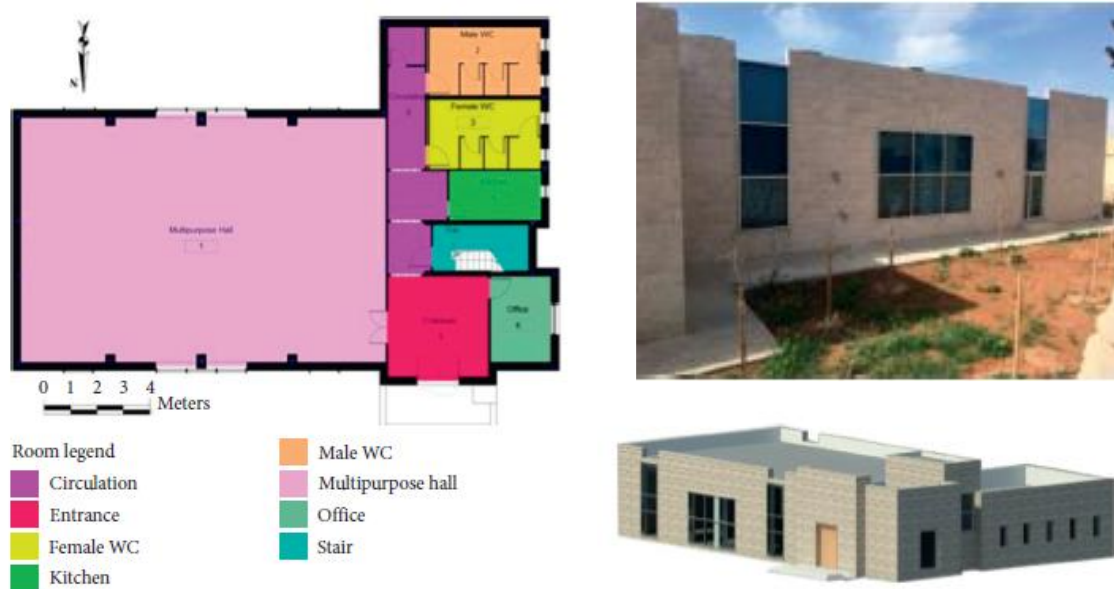 Male WC
2
Female WC
3
N
Multipurpose Hall
1
Office
0 1 2 3 4
Meters
Room legend
Circulation
Entrance
Female WC
Kitchen
Male WC
Multipurpose hall
Office
Stair